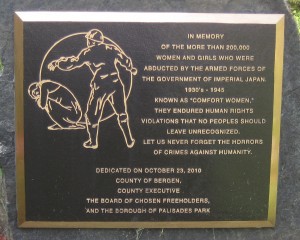 IN MEMORY
OF THE MORE THAN 200,000
WOMEN AND GIRLS WHO WERE
ABDUCTED BY THE ARMED FORCES OF
THE GOVERNMENT OF IMPERIAL JAPAN.
1930's - 1945
KNOWN AS "COMFORT WOMEN,"
THEY ENDURED HUMAN RIGHTS
VIOLATIONS THAT NO PEOPLES SHOULD
LEAVE UNRECOGNIZED.
LET US NEVER FORGET THE HORRORS
OF CRIMES AGAINST HUMANITY.
DEDICATED ON OCTOBER 23, 2010
COUNTY OF BERGEN,
COUNTY EXECUTIVE
THE BOARD OF CHOSEN FREEHOLDERS,
AND THE BOROUGH OF PALISADES PARK